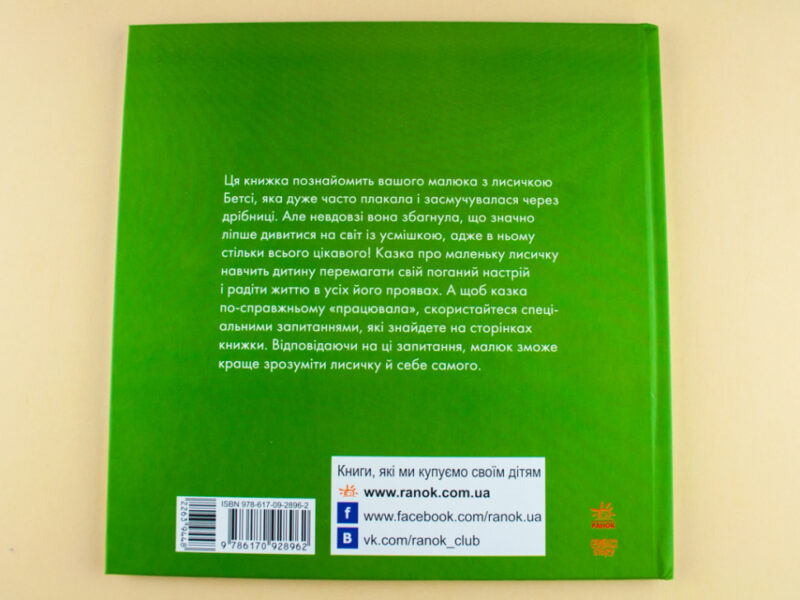 Ця книжка познайомить вашого малюка з лисичкою
Бетсі, яка дуже часто плакала і засмучувалася через
дрібниці. Але невдовзі вона збагнула, що значно
ліпше дивитися на світ із усмішкою, адже в ньому
стільки всього цікавого! Казка про маленьку лисичку
навчить дитину перемагати свій поганий настрій
і радіти життю в усіх його проявах. А щоб казка
по-справжньому «працювала», скористайтеся спеці-
альними запитаннями, які знайдете на сторінках
книжки. Відповідаючи на ці запитання, малюк зможе
краще зрозуміти лисичку й себе самого.
Книги, які ми купуємо своїм дітям
www.ranok.com.ua
f www.facebook.com/ranok.ua
B vk.com/ranok_club
ISBN 978-617-09-2896-2
9 786170 928962
РАНОК